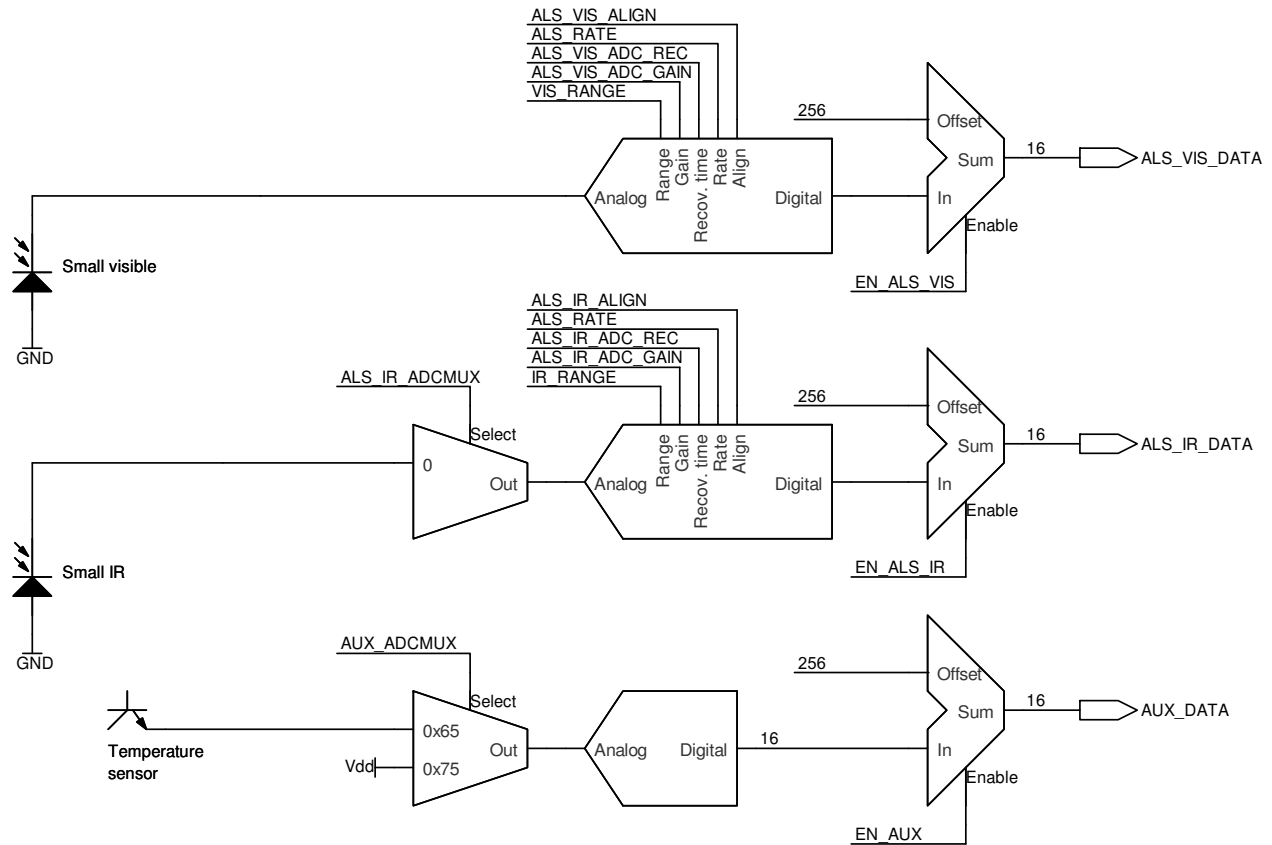 ALS_VIS_ALIGN
ALS_RATE
ALS_VIS_ADC_REC
ALS_VIS_ADC_GAIN
VIS_RANGE
256
Offset
Sum
16
ALS_VIS_DATA
Range
Gain
Recov. time
Rate
Align
Analog
Digital
In
Enable
EN_ALS_VIS
Small visible
GND
ALS_IR_ALIGN
ALS_RATE
ALS_IR_ADC_REC
ALS_IR_ADC_GAIN
IR_RANGE
ALS_IR_ADCMUX
Select
0
Out
256
Offset
Sum
16
ALS_IR_DATA
Range
Gain
Recov. time
Rate
Align
Analog
Digital
In
Enable
EN_ALS_IR
Small IR
GND
AUX_ADCMUX
Select
0x65
Out
0x75
Vdd
Temperature
sensor
Analog
Digital
16
256
Offset
Sum
16
AUX_DATA
In
Enable
EN_AUX